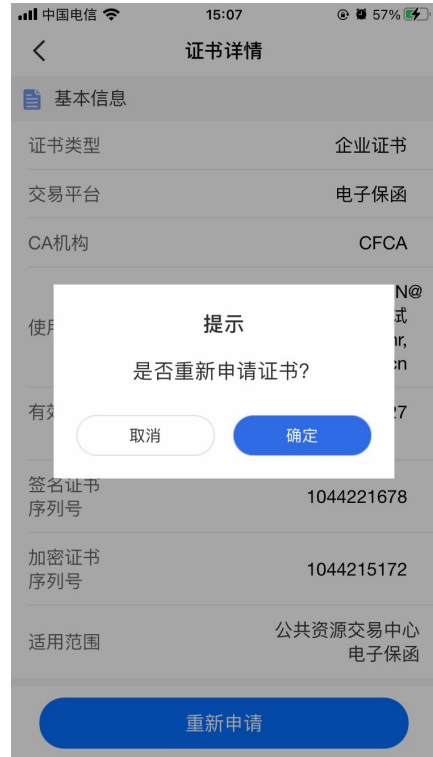 中国电信
15:07
57%
证书详情
基本信息
证书类型
企业证书
交易平台
电子保函
CA机构
CFCA
N@
提示
使
是否重新申请证书?
cn
有
取消
确定
签名证书
序列号
1044221678
加密证书
序列号
1044215172
适用范围
公共资源交易中心
电子保函
重新申请